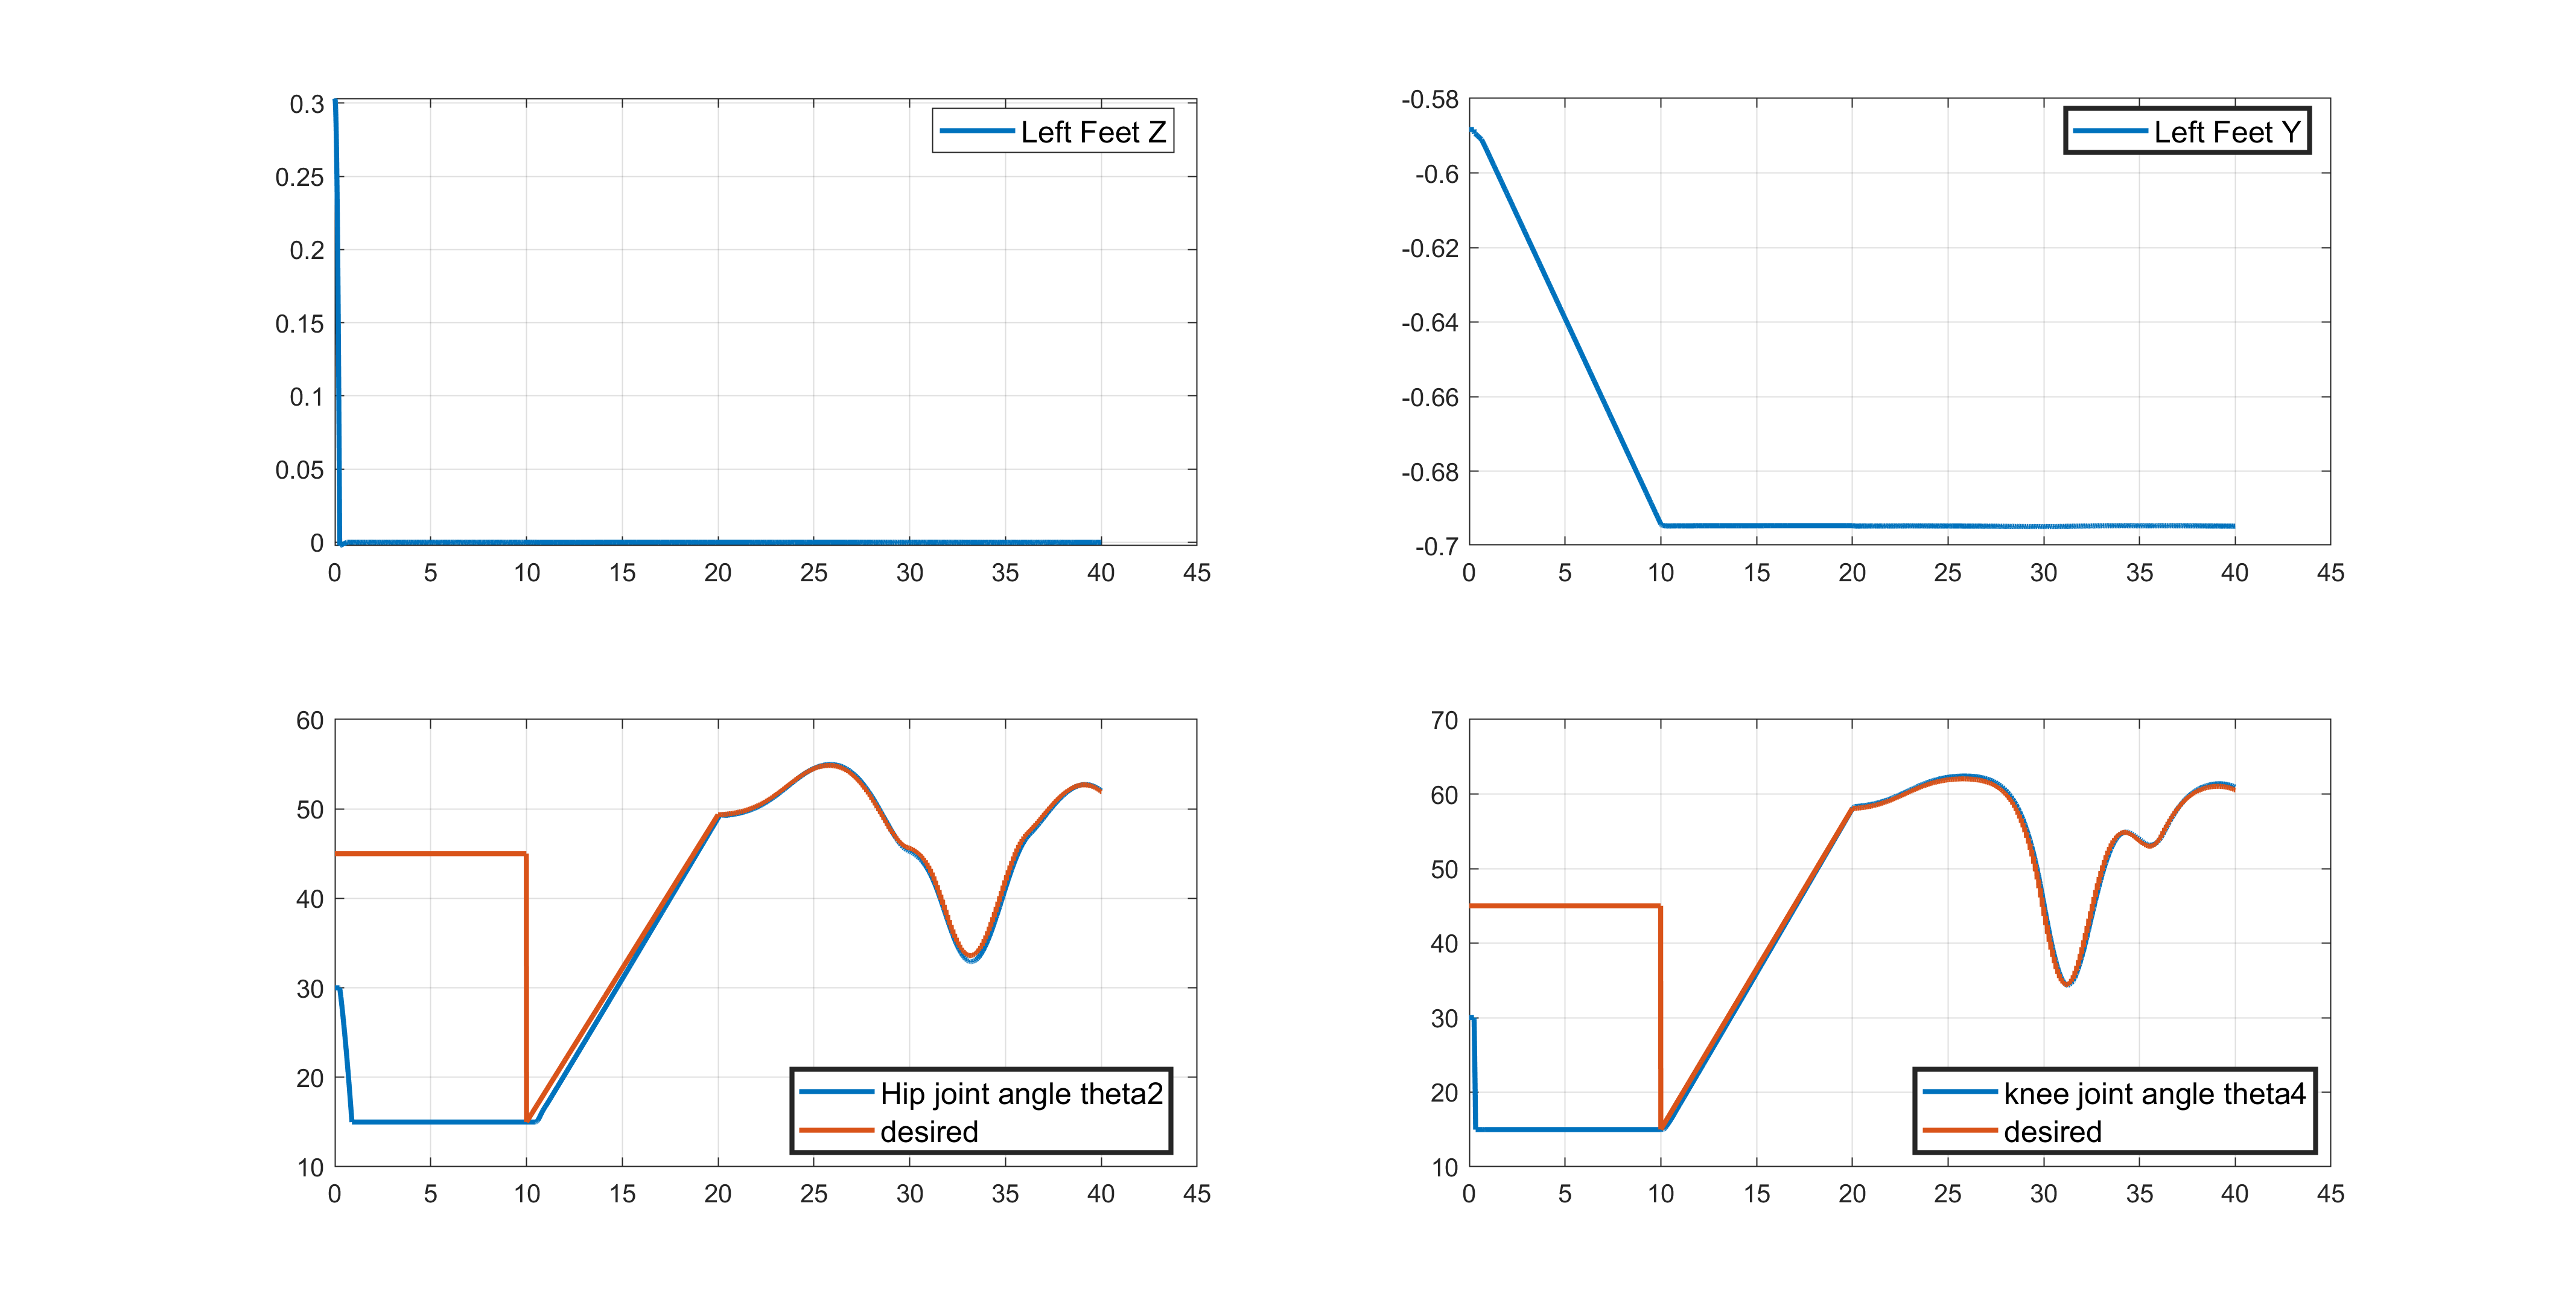 0.3
0.25
0.2
0.15
0.1
0.05
0
0 5 10 15 20 25 30 35 40 45
Left Feet Z
-0.58
-0.6
-0.62
-0.64
-0.66
-0.68
-0.7
0 5 10 15 20 25 30 35 40 45
Left Feet Y
60
50
40
30
20
10
0 5 10 15 20 25 30 35 40 45
Hip joint angle theta2
desired
70
60
50
40
30
20
10
0 5 10 15 20 25 30 35 40 45
knee joint angle theta4
desired